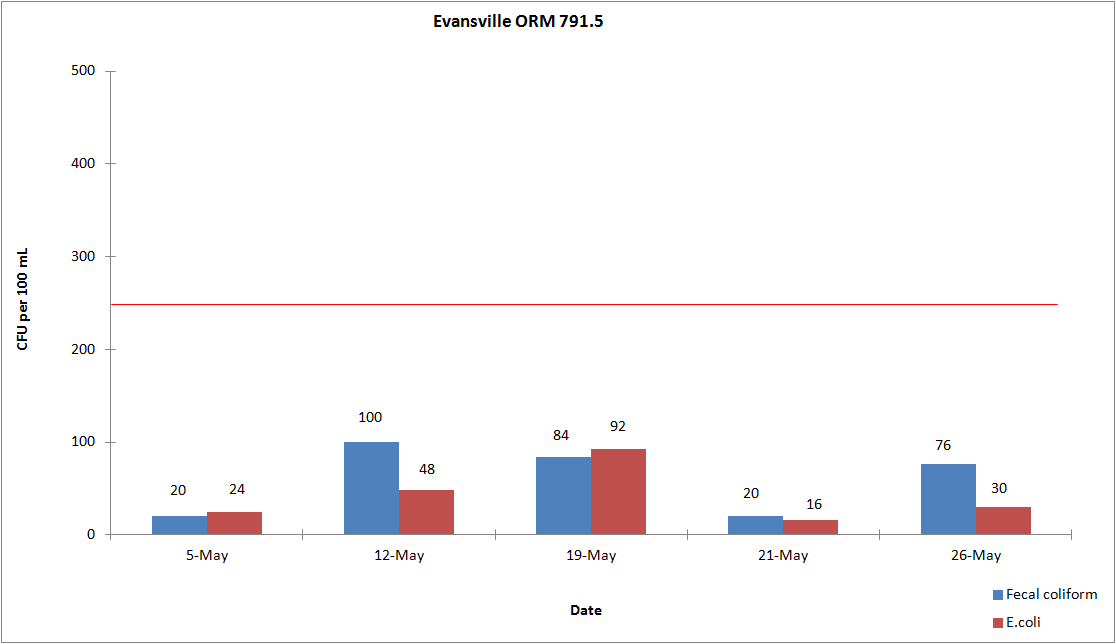 Evansville ORM 791.5
500
400
300
200
100
0
CFU per 100 mL
20
24
100
48
84
92
20
16
76
30
5-May
12-May
19-May
21-May
26-May
Date
Fecal coliform
E.coli